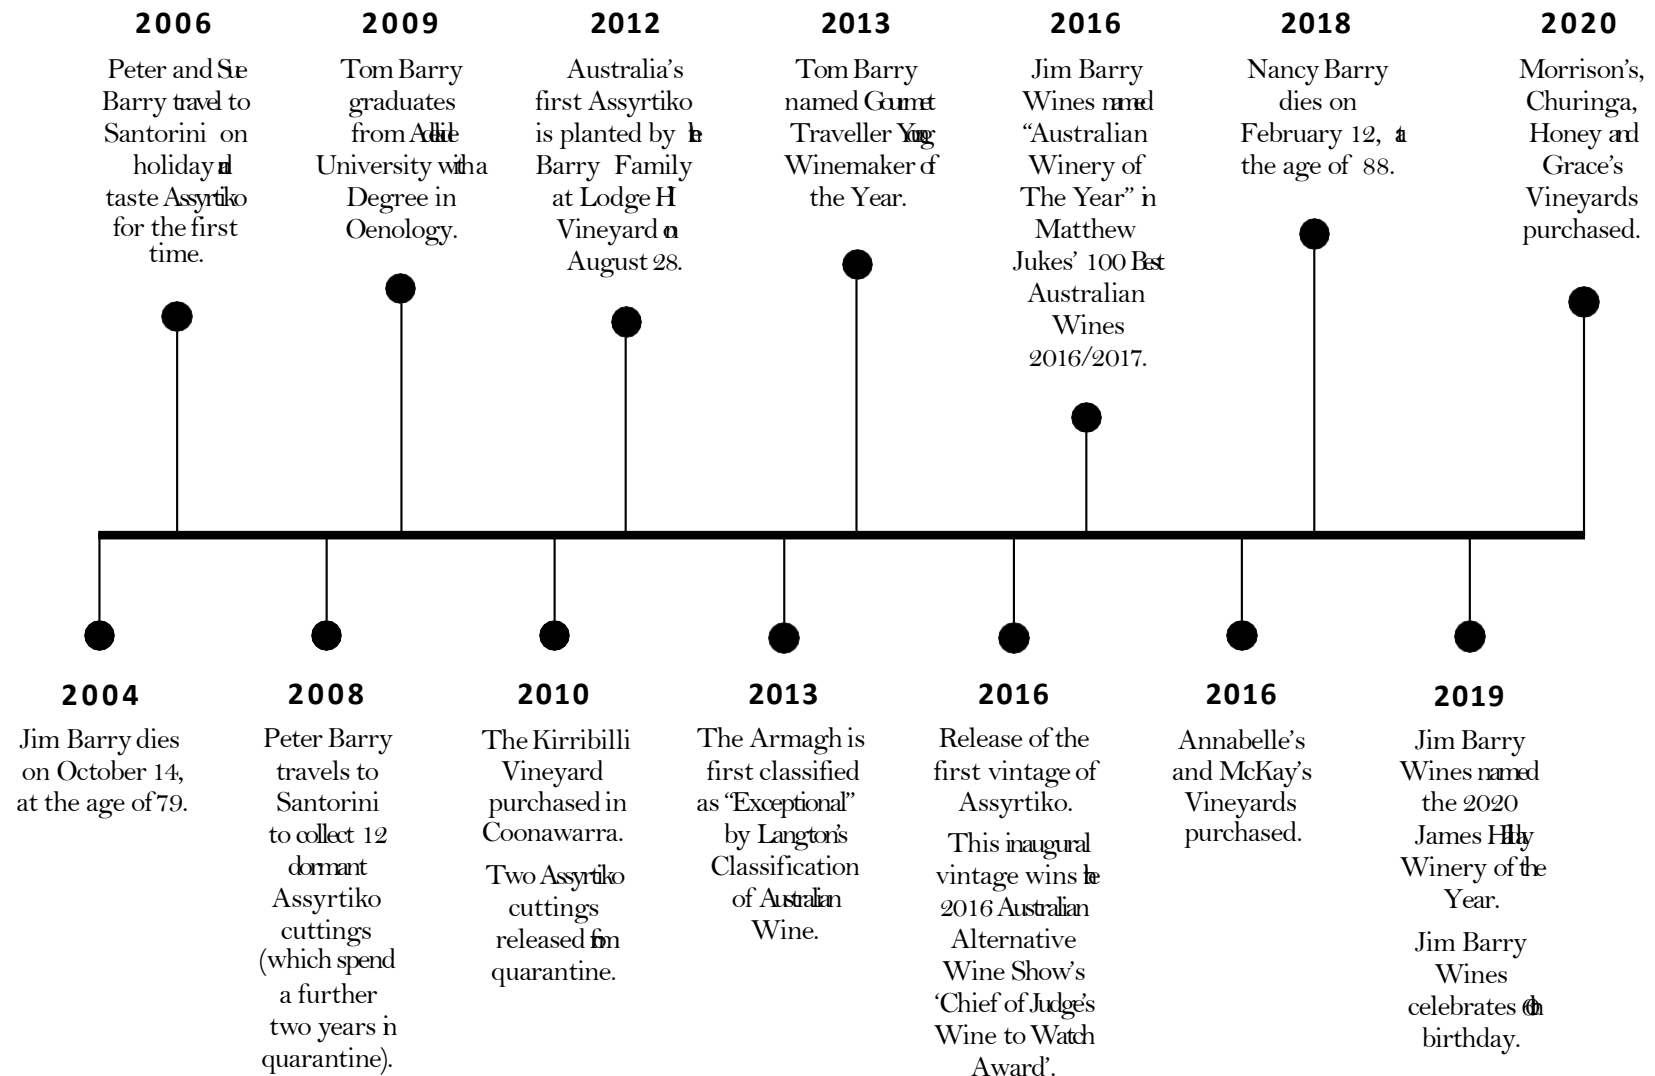 2006
Peter and Sue
Barry travel to
Santorini on
holiday and
taste Assyrtiko
for the first
time.
2009
Tom Barry
graduates
from Adelaide
University with a
Degree in
Oenology.
2012
Australia's
first Assyrtiko
is planted by the
Barry Family
at Lodge Hill
Vineyard on
August 28.
2013
Tom Barry
named Gourmet
Traveller Young
Winemaker of
the Year.
2016
Jim Barry
Wines named
“Australian
Winery of
The Year” in
Matthew
Jukes’ 100 Best
Australian
Wines
2016/2017.
2018
Nancy Barry
dies on
February 12, at
the age of 88.
2020
Morrison’s,
Churinga,
Honey and
Grace’s
Vineyards
purchased.
2004
Jim Barry dies
on October 14,
at the age of 79.
2008
Peter Barry
travels to
Santorini
to collect 12
dormant
Assyrtiko
cuttings
(which spend
a further
two years in
quarantine).
2010
The Kirribilli
Vineyard
purchased in
Coonawarra.
Two Assyrtiko
cuttings
released from
quarantine.
2013
The Armagh is
first classified
as “Exceptional”
by Langton’s
Classification
of Australian
Wine.
2016
Release of the
first vintage of
Assyrtiko.
This inaugural
vintage wins the
2016 Australian
Alternative
Wine Show’s
‘Chief of Judge’s
Wine to Watch
Award’.
2016
Annabelle’s
and McKay’s
Vineyards
purchased.
2019
Jim Barry
Wines named
the 2020
James Halliday
Winery of the
Year.
Jim Barry
Wines
celebrates 60th
birthday.